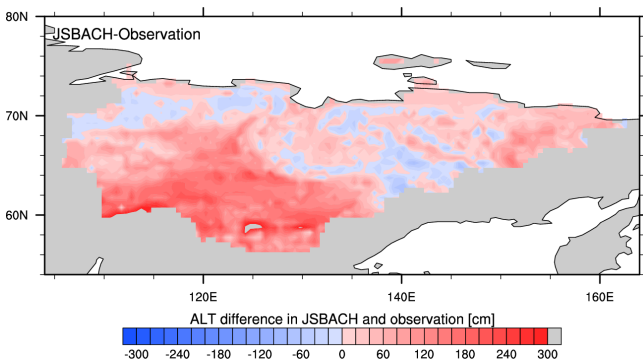 80N
JSBACH-Observation
70N
60N
120E 140E 160E
ALT difference in JSBACH and observation [cm]
-300 -240 -180 -120 -60 0 60 120 180 240 300